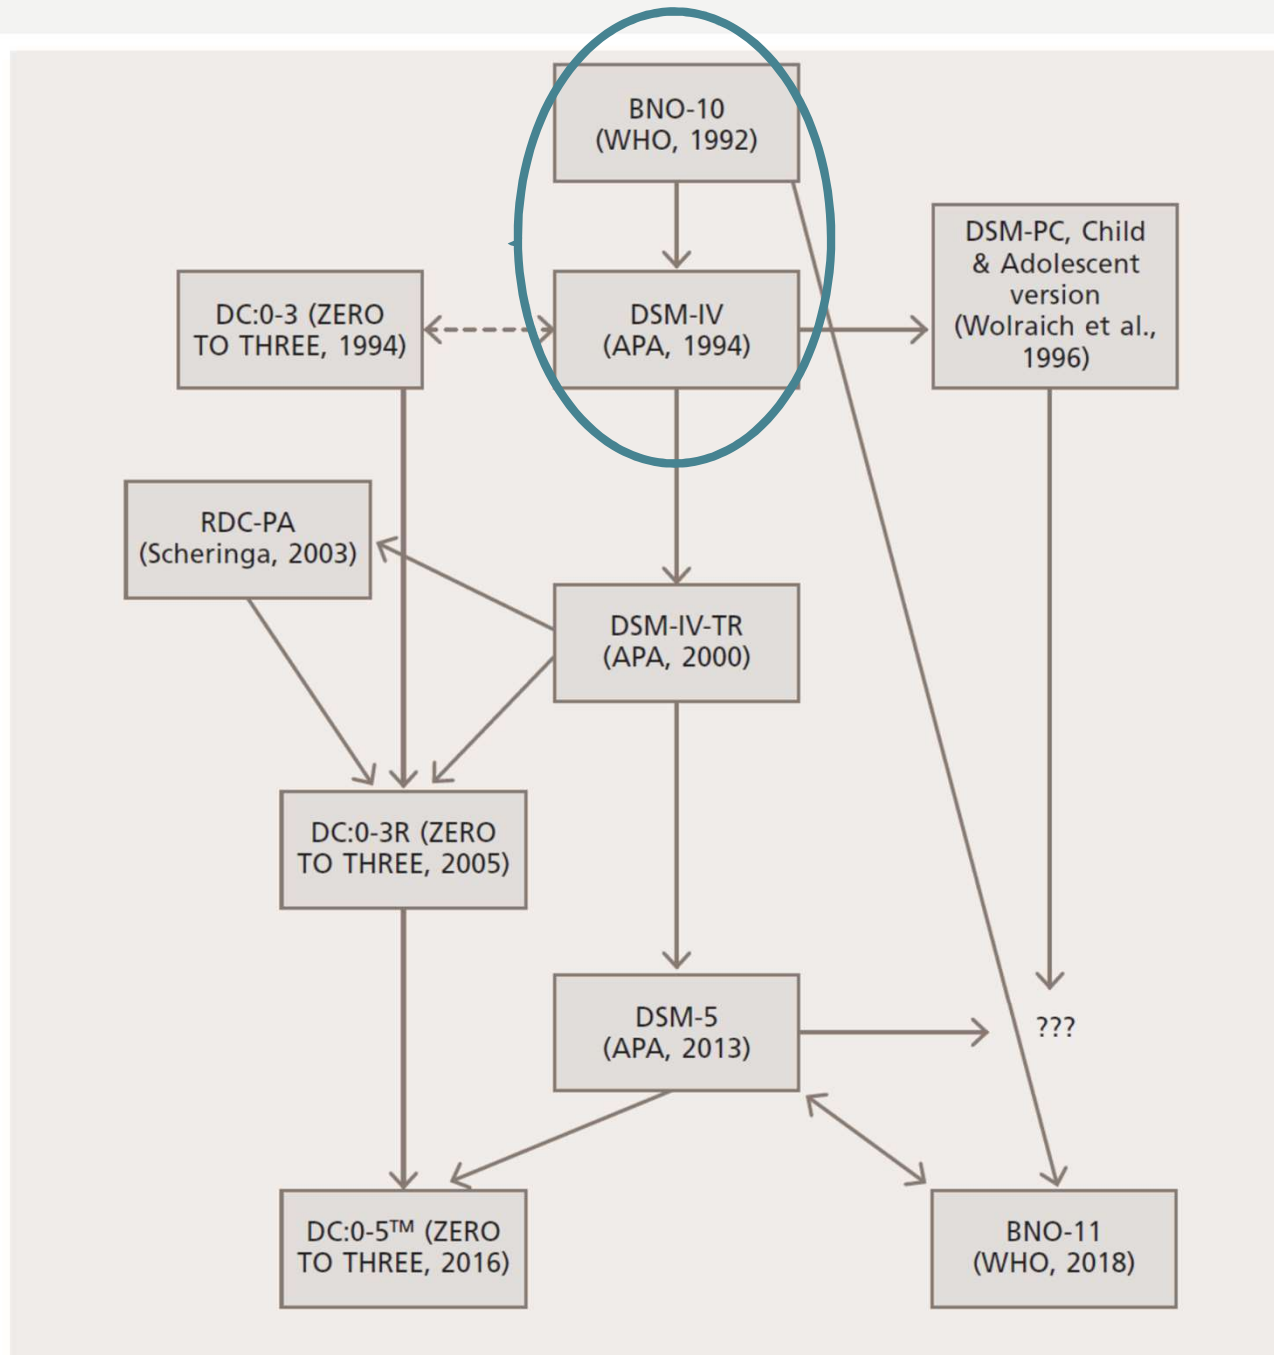 BNO-10
(WHO, 1992)
DSM-PC, Child
& Adolescent
version
(Wolraich et al.,
1996)
DC:0-3 (ZERO
TO THREE, 1994)
DSM-IV
(APA, 1994)
RDC-PA
(Scheringa, 2003)
DSM-IV-TR
(APA, 2000)
DC:0-3R (ZERO
TO THREE, 2005)
DSM-5
(APA, 2013)
???
DC:0-5™ (ZERO
TO THREE, 2016)
BNO-11
(WHO, 2018)